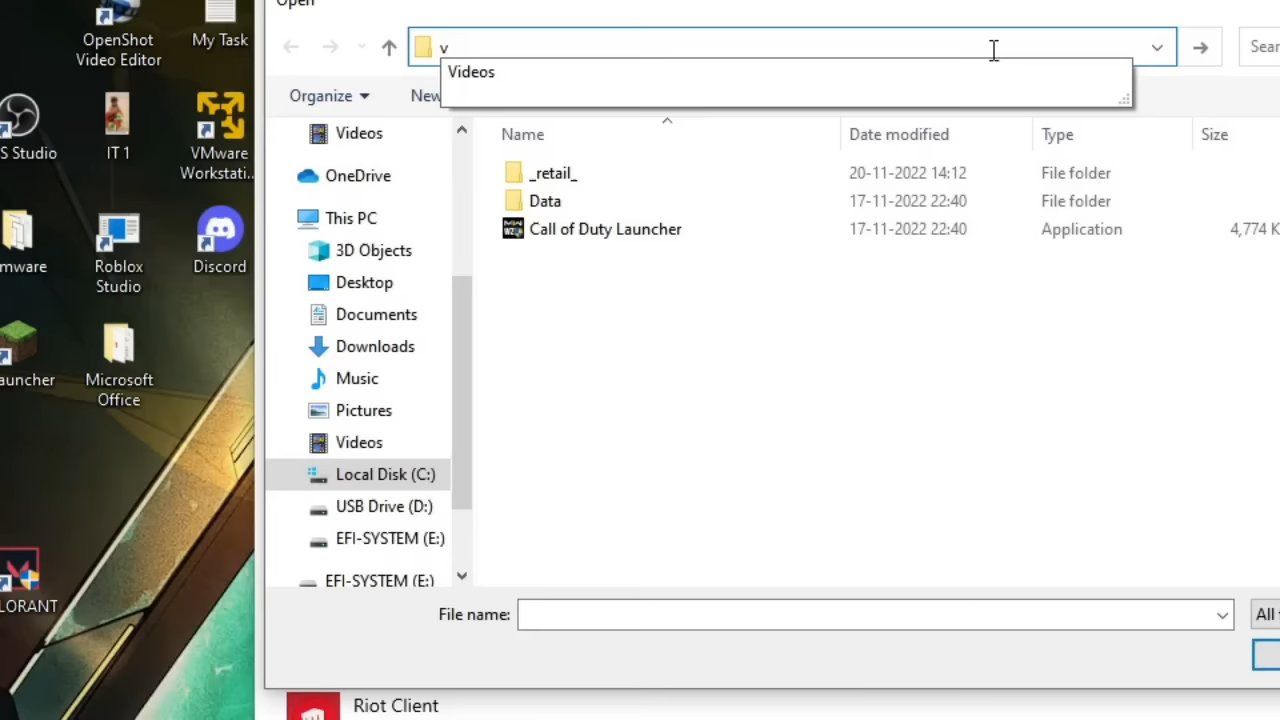 Open
OpenShot
Video Editor
My Task
S Studio
IT 1
VMware
Workstati...
mware
Roblox
Studio
Discord
auncher
Microsoft
Office
LORANT
v
Sear
Videos
Organize
New
Name
Date modified
Type
Size
Videos
OneDrive
This PC
3D Objects
Desktop
Documents
Downloads
Music
Pictures
Videos
Local Disk (C:)
USB Drive (D:)
EFI-SYSTEM (E:)
EFI-SYSTEM (E:)
_retail_
20-11-2022 14:12
File folder
Data
17-11-2022 22:40
File folder
Call of Duty Launcher
17-11-2022 22:40
Application
4,774 K
File name:
All
Riot Client